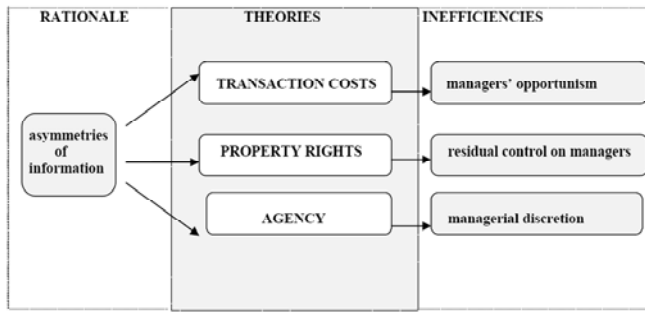 RATIONALE
THEORIES
INEFFICIENCIES
asymmetries
of
information
TRANSACTION COSTS
managers' opportunism
PROPERTY RIGHTS
residual control on managers
AGENCY
managerial discretion